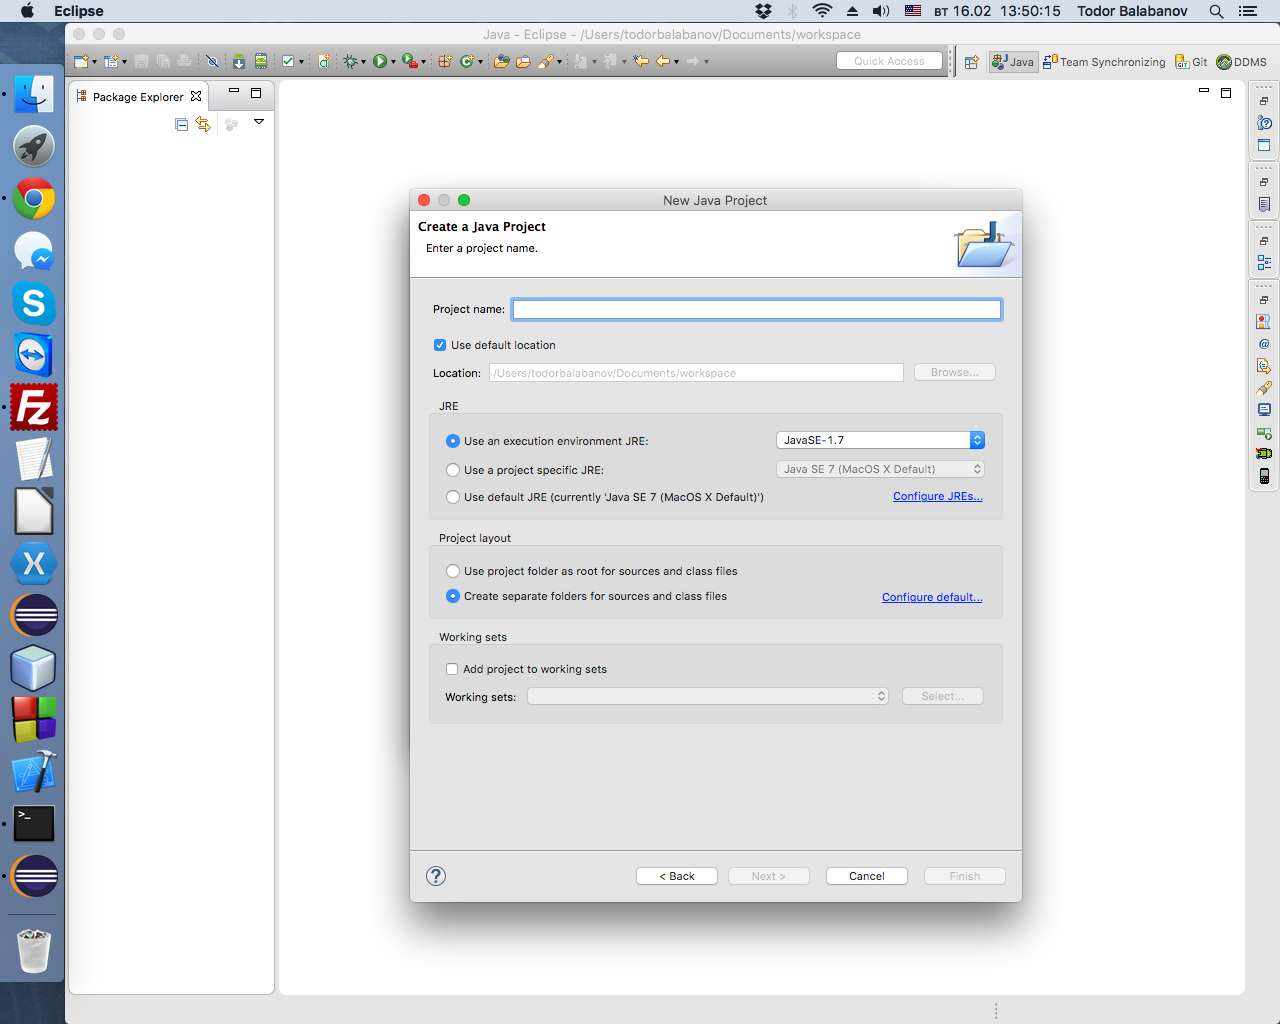 Eclipse
вт 16.02 13:50:15 Todor Balabanov
Java - Eclipse - /Users/todorbalabanov/Documents/workspace
Quick Access
Java
Team Synchronizing
GIT
Git
DDMS
Package Explorer
New Java Project
Create a Java Project
Enter a project name.
Project name:
Use default location
Location: /Users/todorbalabanov/Documents/workspace Browse...
JRE
Use an execution environment JRE: JavaSE-1.7
Use a project specific JRE: Java SE 7 (MacOS X Default)
Use default JRE (currently 'Java SE 7 (MacOS X Default)') Configure JREs...
Project layout
Use project folder as root for sources and class files
Create separate folders for sources and class files Configure default...
Working sets
Add project to working sets
Working sets: Select...
? < Back Next > Cancel Finish
S
Fz
X
>_